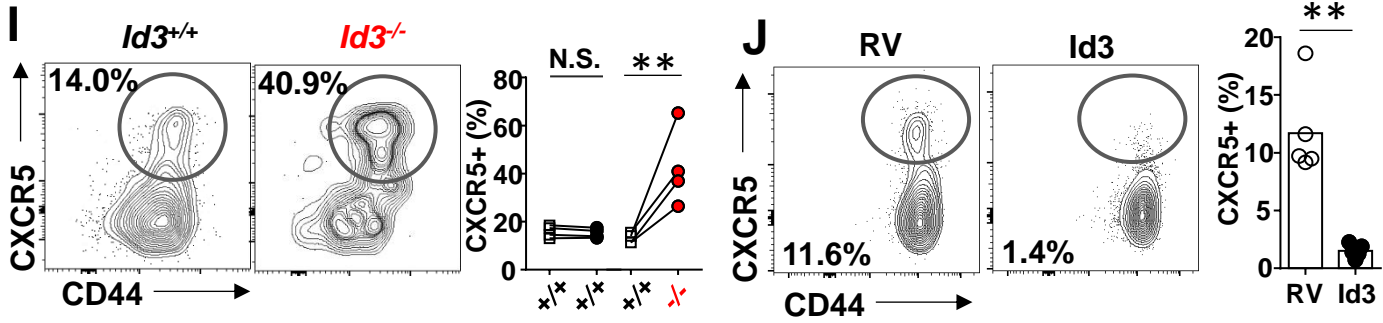 I
Id3+/+
Id3-/-
14.0%
40.9%
CXCR5
CD44
N.S.
**
CXCR5+ (%)
80
60
40
20
0
+/+
+/+
+/+
-/-
J
RV
Id3
11.6%
1.4%
CXCR5
CD44
**
CXCR5+ (%)
20
15
10
5
0
RV
Id3